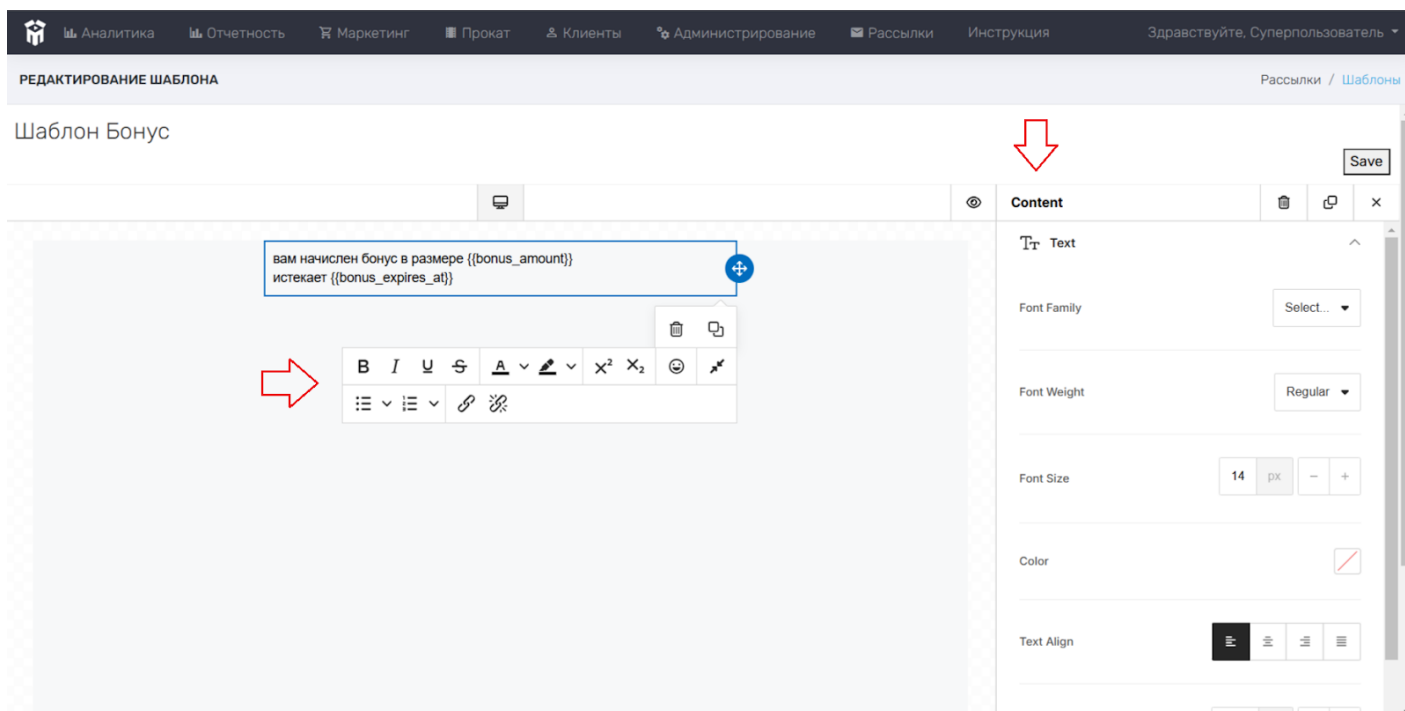 Аналитика Отчетность Маркетинг Прокат Клиенты Администрирование Рассылки Инструкция Здравствуйте, Суперпользователь
РЕДАКТИРОВАНИЕ ШАБЛОНА Рассылки / Шаблоны
Шаблон Бонус
Save
Content
вам начислен бонус в размере {{bonus_amount}}
истекает {{bonus_expires_at}}
B I U S A X² X₂
Text
Font Family Select...
Font Weight Regular
Font Size 14 px − +
Color
Text Align